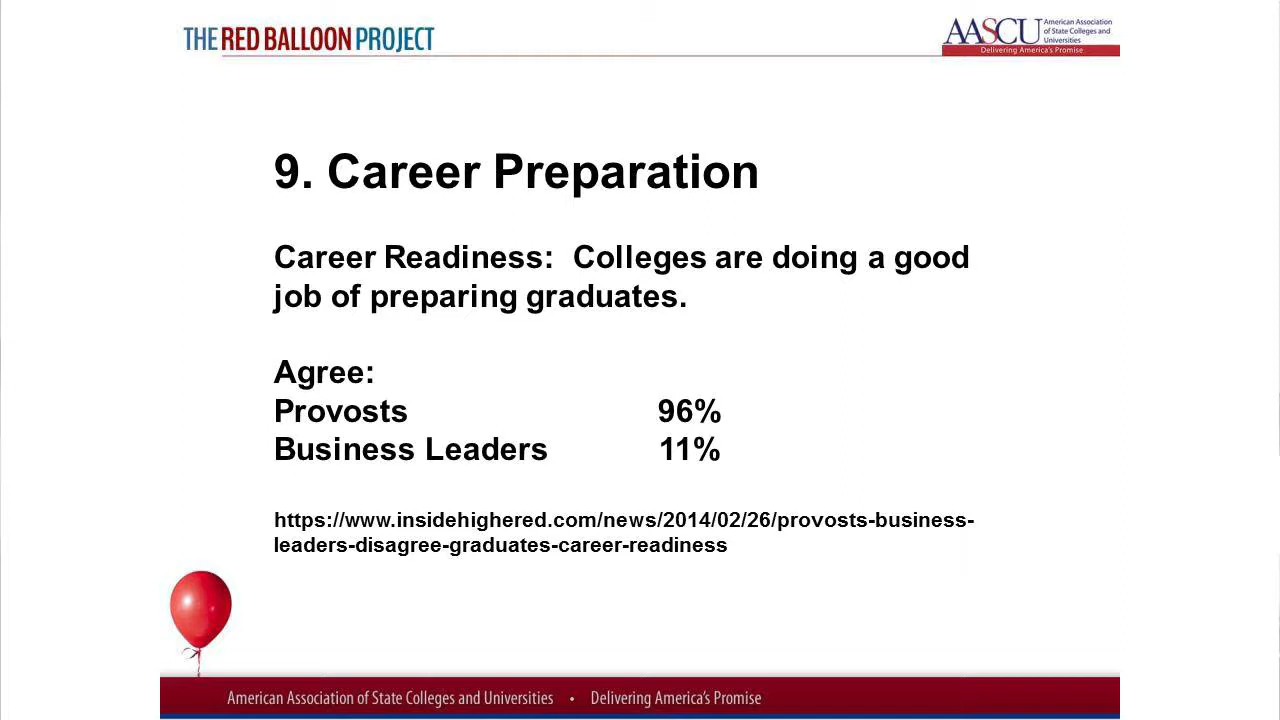 THE RED BALLOON PROJECT
AASCU
American Association
of State Colleges and
Universities
Delivering America's Promise
9. Career Preparation
Career Readiness: Colleges are doing a good
job of preparing graduates.
Agree:
Provosts 96%
Business Leaders 11%
https://www.insidehighered.com/news/2014/02/26/provosts-business-
leaders-disagree-graduates-career-readiness
American Association of State Colleges and Universities • Delivering America's Promise